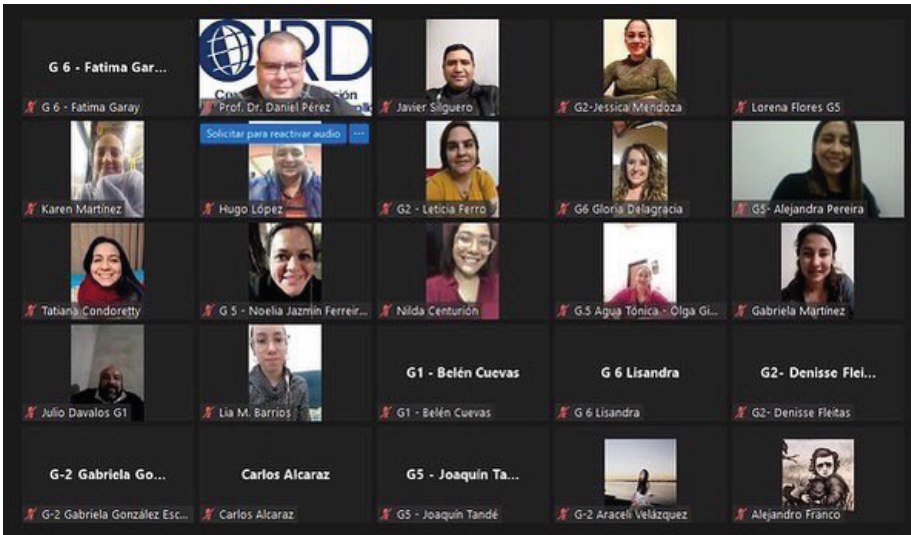 G 6 - Fatima Gar...
G 6 - Fatima Garay
CIRD
Prof. Dr. Daniel Pérez
Javier Silguero
G2-Jessica Mendoza
Lorena Flores G5
Karen Martínez
Solicitar para reactivar audio ...
Hugo López
G2 - Leticia Ferro
G6 Gloria Delagracia
G5- Alejandra Pereira
Tatiana Condoretty
G 5 - Noelia Jazmin Ferreir...
Nilda Centurión
G.5 Agua Tónica - Olga Gi...
Gabriela Martínez
Julio Davalos G1
Lia M. Barrios
G1 - Belén Cuevas
G1 - Belén Cuevas
G 6 Lisandra
G 6 Lisandra
G2- Denisse Flei...
G2- Denisse Fleitas
G-2 Gabriela Go...
G-2 Gabriela González Esc...
Carlos Alcaraz
Carlos Alcaraz
G5 - Joaquín Ta...
G5 - Joaquín Tandé
G-2 Araceli Velázquez
Alejandro Franco